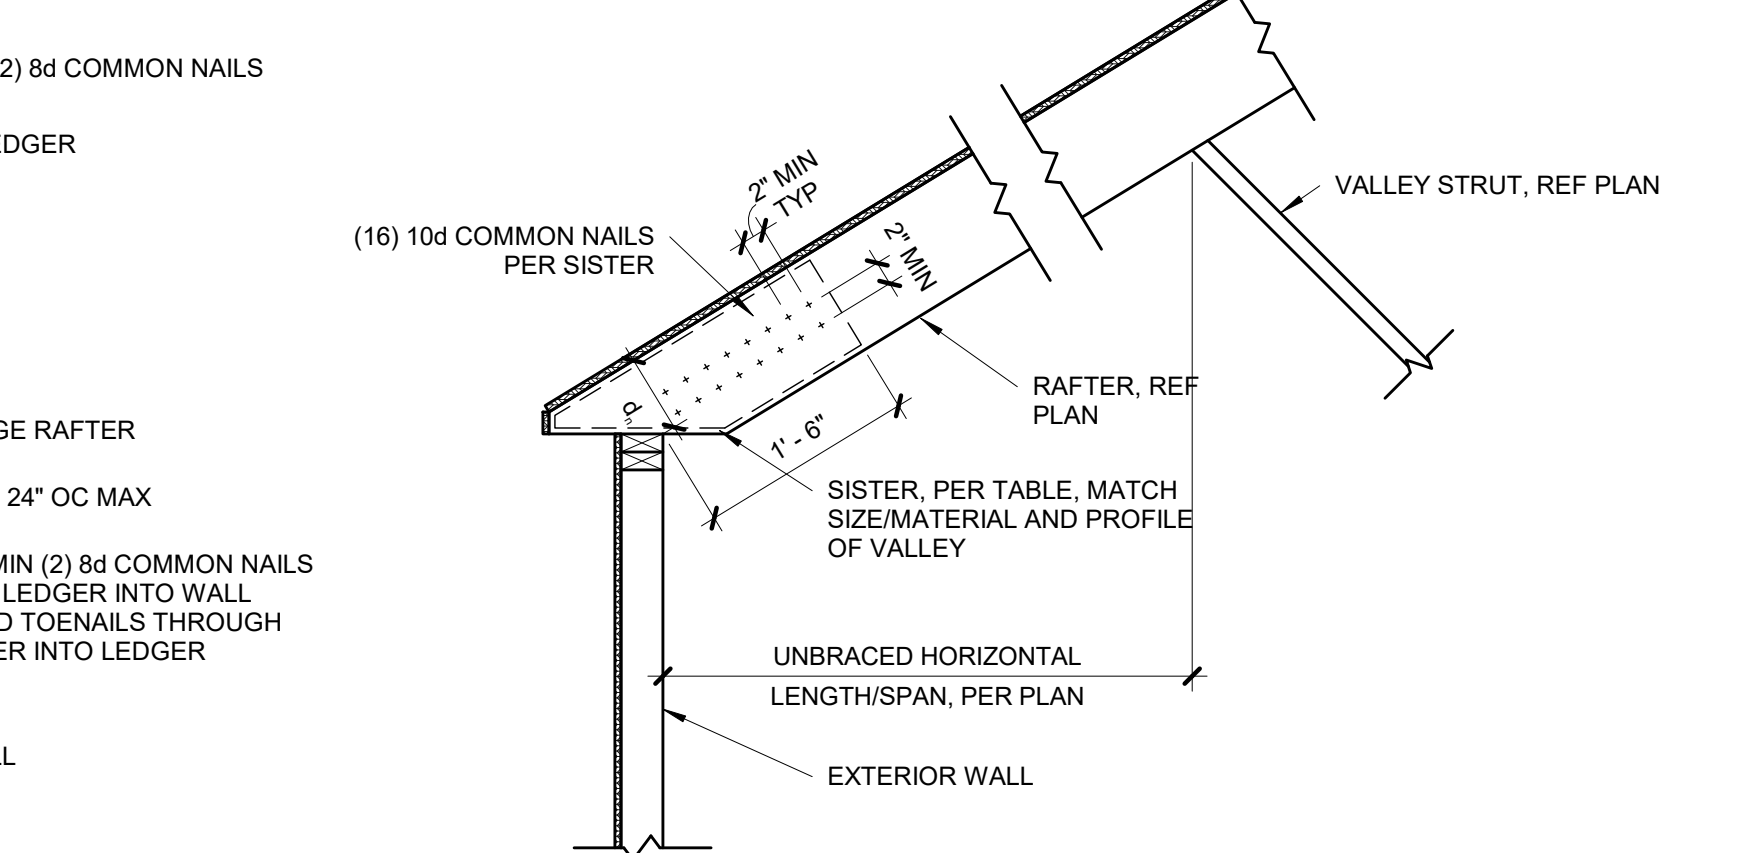 2) 8d COMMON NAILS
EDGER
GE RAFTER
24" OC MAX
MIN (2) 8d COMMON NAILS
LEDGER INTO WALL
D TOENAILS THROUGH
ER INTO LEDGER
LL
2" MIN
TYP
(16) 10d COMMON NAILS
PER SISTER
2" MIN
VALLEY STRUT, REF PLAN
RAFTER, REF
PLAN
dn
1' - 6"
SISTER, PER TABLE, MATCH
SIZE/MATERIAL AND PROFILE
OF VALLEY
UNBRACED HORIZONTAL
LENGTH/SPAN, PER PLAN
EXTERIOR WALL